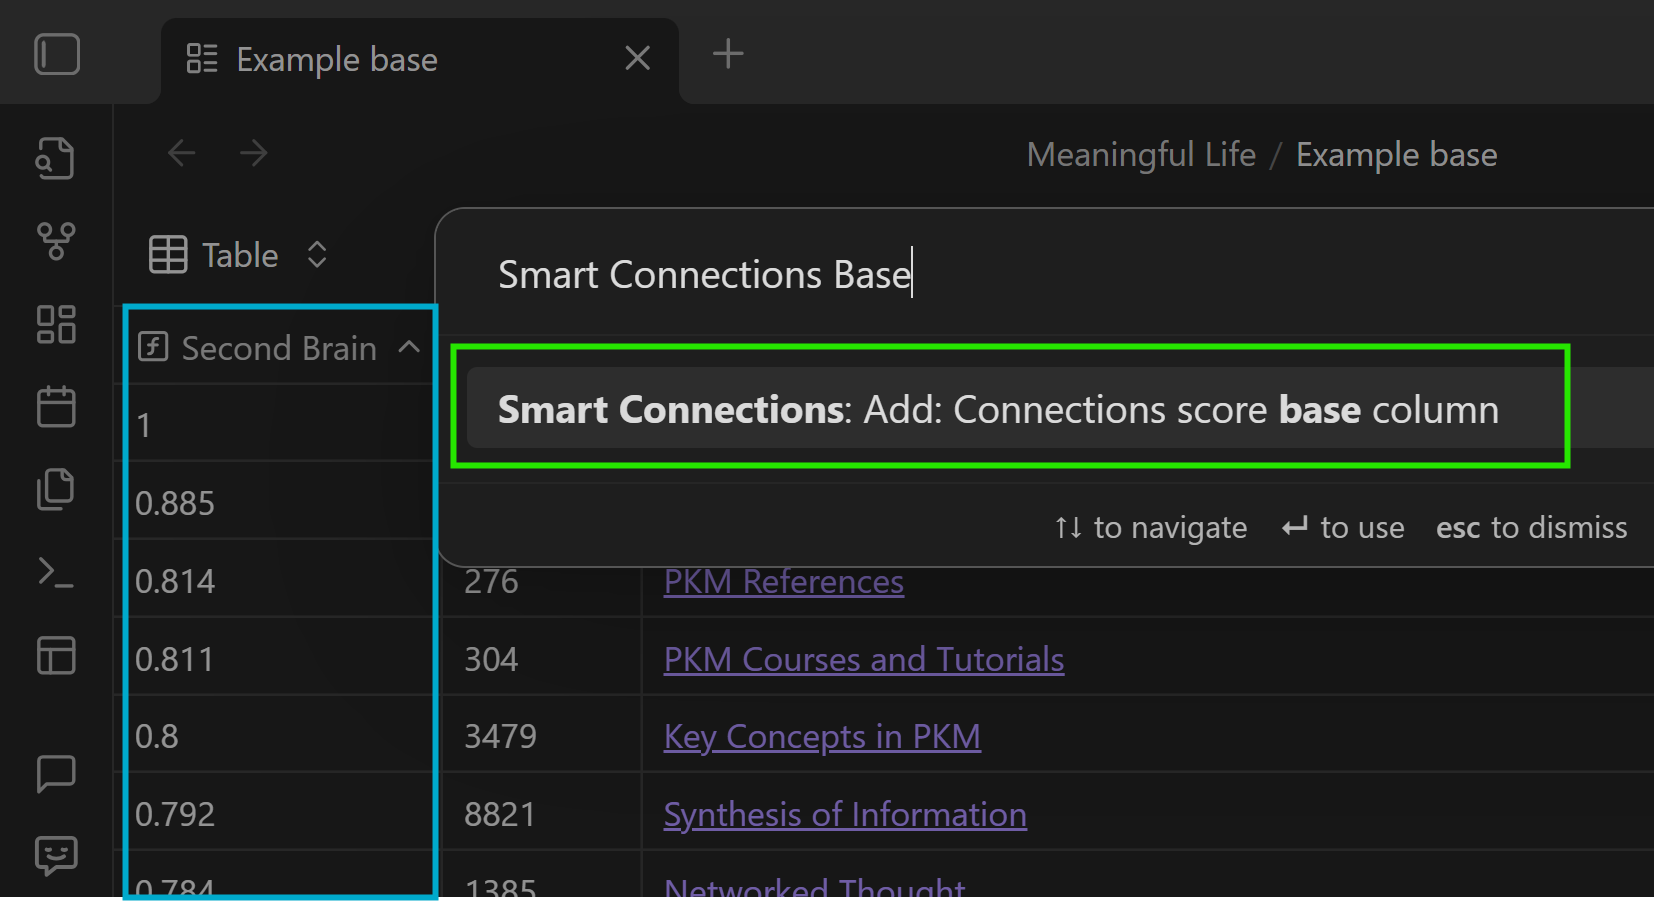 Example base
Meaningful Life / Example base
Table
Smart Connections Base
Second Brain
Smart Connections: Add: Connections score base column
1
0.885
↑↓ to navigate ↵ to use esc to dismiss
0.814 276 PKM References
0.811 304 PKM Courses and Tutorials
0.8 3479 Key Concepts in PKM
0.792 8821 Synthesis of Information
0.784 1385 Networked Thought